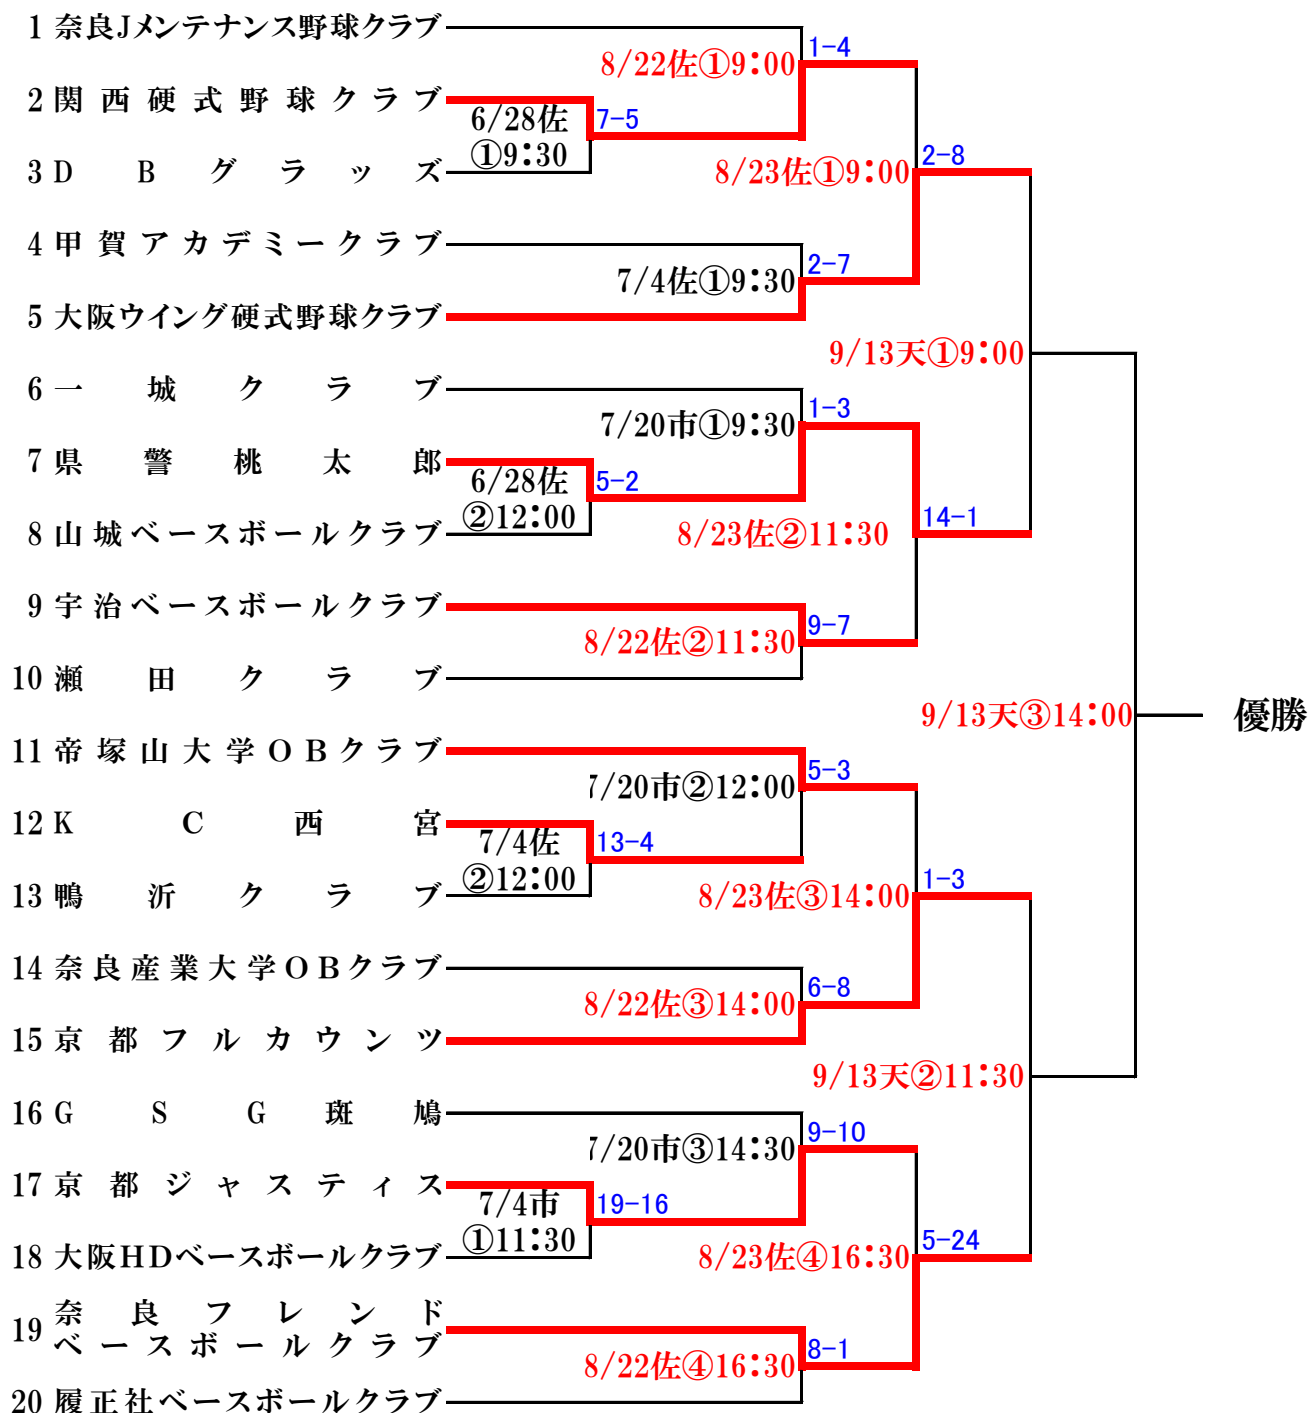 1 奈良Jメンテナンス野球クラブ
1-4
8/22佐①9:00
2 関西硬式野球クラブ
6/28佐
①9:30
7-5
3 DBグラッズ
2-8
8/23佐①9:00
4 甲賀アカデミークラブ
2-7
7/4佐①9:30
5 大阪ウイング硬式野球クラブ
9/13天①9:00
6 一城クラブ
1-3
7/20市①9:30
7 県警桃太郎
6/28佐
②12:00
5-2
8 山城ベースボールクラブ
14-1
8/23佐②11:30
9 宇治ベースボールクラブ
9-7
8/22佐②11:30
10 瀬田クラブ
9/13天③14:00
優勝
11 帝塚山大学OBクラブ
5-3
7/20市②12:00
12 KC西宮
7/4佐
②12:00
13-4
13 鴨沂クラブ
1-3
8/23佐③14:00
14 奈良産業大学OBクラブ
6-8
8/22佐③14:00
15 京都フルカウンツ
9/13天②11:30
16 GSG斑鳩
9-10
7/20市③14:30
17 京都ジャスティス
7/4市
①11:30
19-16
18 大阪HDベースボールクラブ
5-24
8/23佐④16:30
19 奈良フレンド
ベースボールクラブ
8-1
8/22佐④16:30
20 履正社ベースボールクラブ